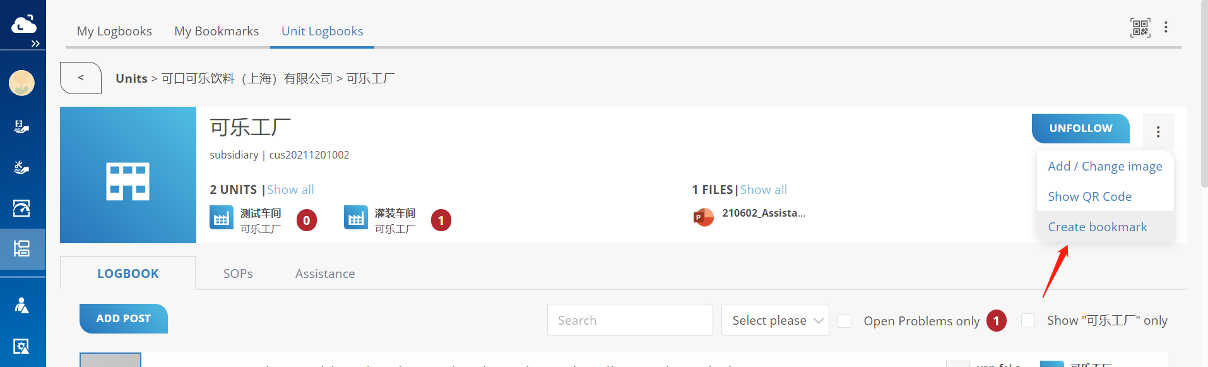 My Logbooks My Bookmarks Unit Logbooks
< Units > 可口可乐饮料（上海）有限公司 > 可乐工厂
可乐工厂
UNFOLLOW
subsidiary | cus20211201002
Add / Change image
2 UNITS |Show all 1 FILES|Show all
Show QR Code
测试车间 0 灌装车间 1 210602_Assista...
可乐工厂 可乐工厂
Create bookmark
LOGBOOK SOPs Assistance
ADD POST Search Select please Open Problems only 1 Show "可乐工厂" only